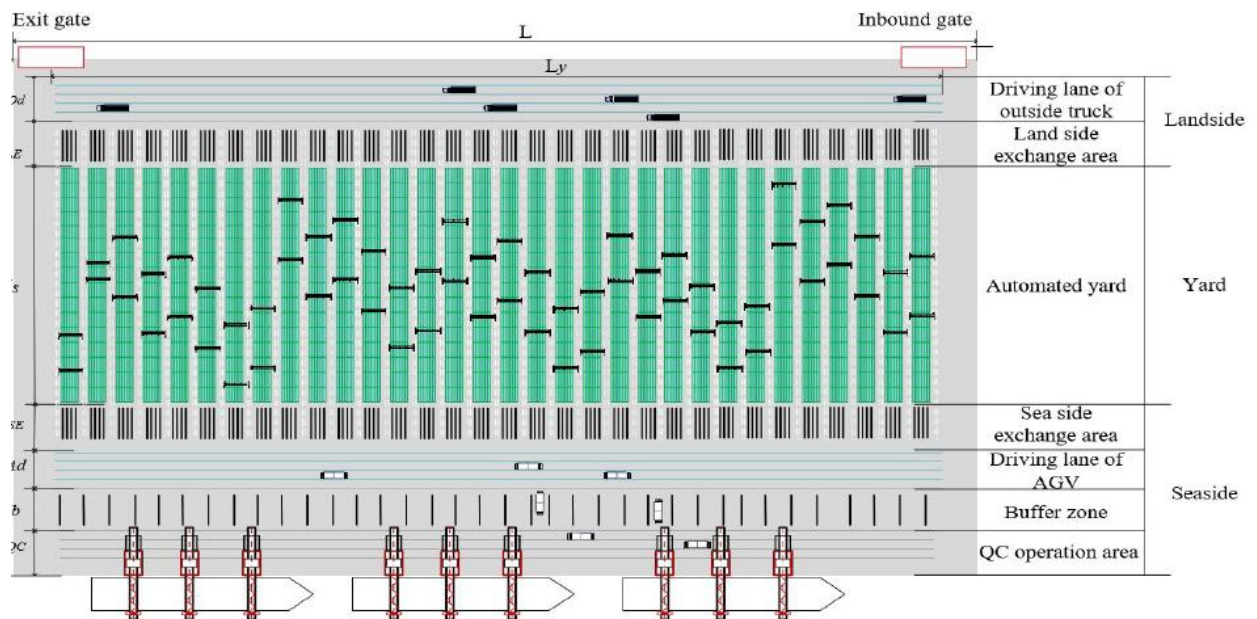 Exit gate
Inbound gate
L
Ly
Driving lane of
outside truck
Landside
Land side
exchange area
Automated yard
Yard
Sea side
exchange area
Driving lane of
AGV
Seaside
Buffer zone
b
QC operation area
QC